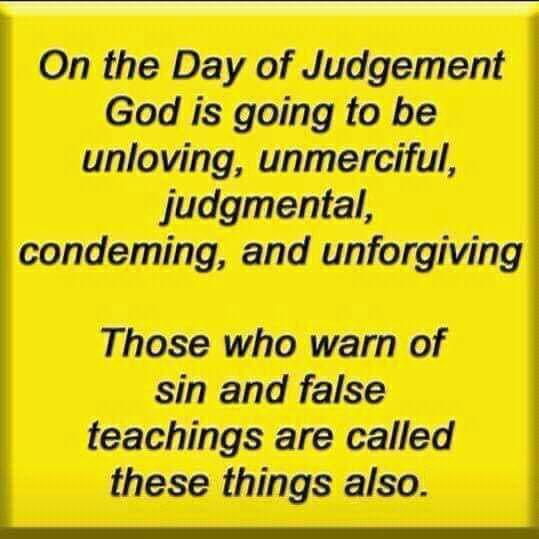 On the Day of Judgement
God is going to be
unloving, unmerciful,
judgmental,
condeming, and unforgiving
Those who warn of
sin and false
teachings are called
these things also.